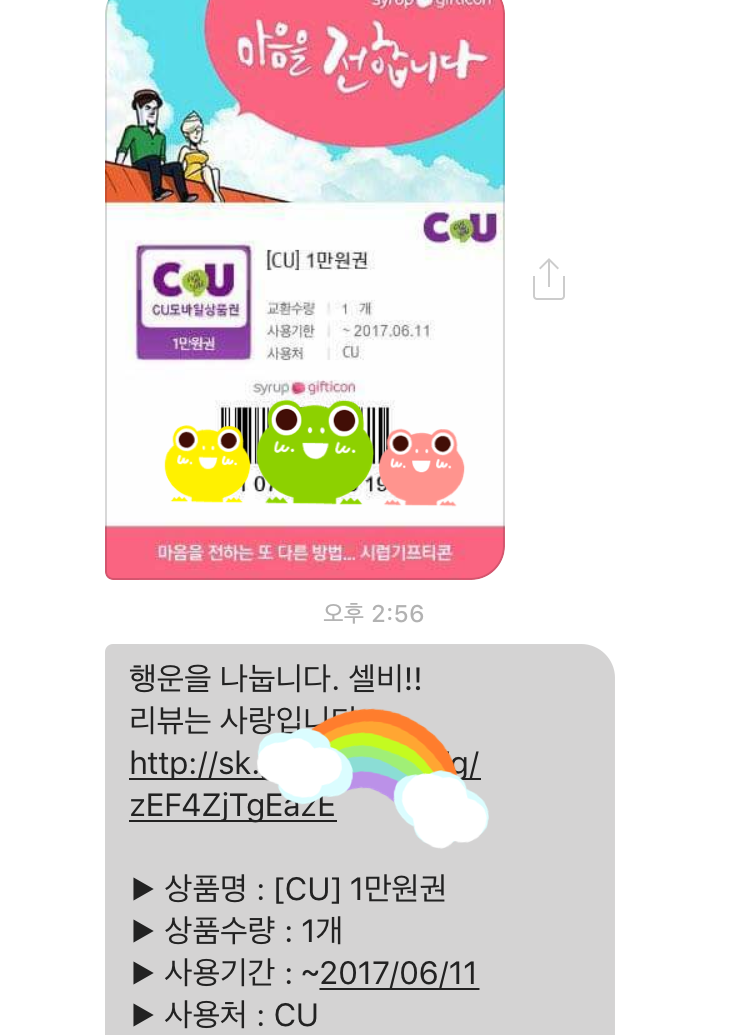 syrup gifticon
마음을 전합니다
CU
[CU] 1만원권
CU
CU모바일상품권
1만원권
교환수량 | 1 개
사용기한 | ~ 2017.06.11
사용처 | CU
syrup gifticon
07 19
마음을 전하는 또 다른 방법... 시럽기프티콘
오후 2:56
행운을 나눕니다. 셀비!!
리뷰는 사랑입니다
http://sk. g/
zEF4ZjTgEazE
▶ 상품명 : [CU] 1만원권
▶ 상품수량 : 1개
▶ 사용기간 : ~2017/06/11
▶ 사용처 : CU